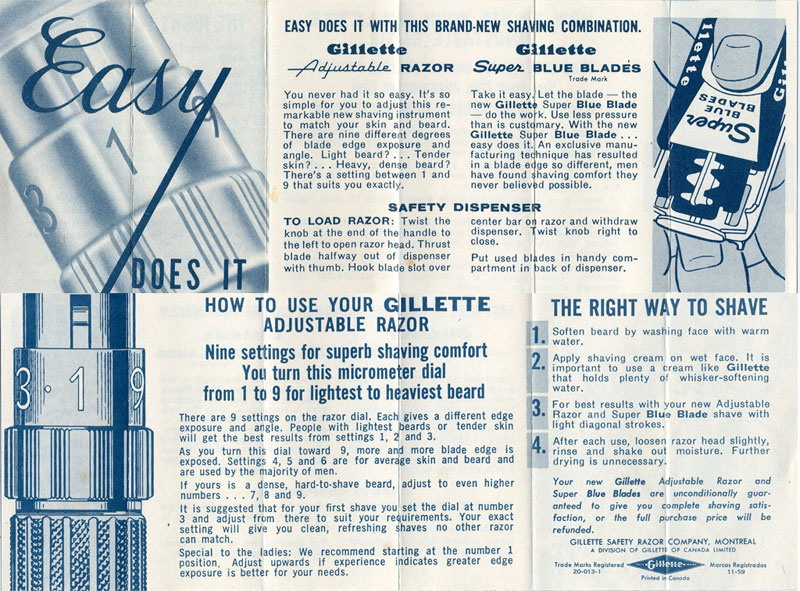 Easy
DOES IT
3 1 1
EASY DOES IT WITH THIS BRAND-NEW SHAVING COMBINATION.
Gillette
Adjustable RAZOR
You never had it so easy. It's so
simple for you to adjust this re-
markable new shaving instrument
to match your skin and beard.
There are nine different degrees
of blade edge exposure and
angle. Light beard? . . . Tender
skin? . . . Heavy, dense beard?
There's a setting between 1 and
9 that suits you exactly.
Gillette
Super BLUE BLADES
Trade Mark
Take it easy. Let the blade — the
new Gillette Super Blue Blade —
— do the work. Use less pressure
than is customary. With the new
Gillette Super Blue Blade . . .
easy does it. An exclusive manu-
facturing technique has resulted
in a blade edge so different, men
have found shaving comfort they
never believed possible.
SAFETY DISPENSER
TO LOAD RAZOR: Twist the
knob at the end of the handle to
the left to open razor head. Thrust
blade halfway out of dispenser
with thumb. Hook blade slot over
center bar on razor and withdraw
dispenser. Twist knob right to
close.
Put used blades in handy com-
partment in back of dispenser.
Gillette
Super
BLUE
BLADES
3 · 1 9
HOW TO USE YOUR GILLETTE
ADJUSTABLE RAZOR
Nine settings for superb shaving comfort
You turn this micrometer dial
from 1 to 9 for lightest to heaviest beard
There are 9 settings on the razor dial. Each gives a different edge
exposure and angle. People with lightest beards or tender skin
will get the best results from settings 1, 2 and 3.
As you turn this dial toward 9, more and more blade edge is
exposed. Settings 4, 5 and 6 are for average skin and beard and
are used by the majority of men.
If yours is a dense, hard-to-shave beard, adjust to even higher
numbers . . . 7, 8 and 9.
It is suggested that for your first shave you set the dial at number
3 and adjust from there to suit your requirements. Your exact
setting will give you clean, refreshing shaves no other razor
can match.
Special to the ladies: We recommend starting at the number 1
position. Adjust upwards if experience indicates greater edge
exposure is better for your needs.
THE RIGHT WAY TO SHAVE
1. Soften beard by washing face with warm
water.
2. Apply shaving cream on wet face. It is
important to use a cream like Gillette
that holds plenty of whisker-softening
water.
3. For best results with your new Adjustable
Razor and Super Blue Blade shave with
light diagonal strokes.
4. After each use, loosen razor head slightly,
rinse and shake out moisture. Further
drying is unnecessary.
Your new Gillette Adjustable Razor and
Super Blue Blades are unconditionally guar-
anteed to give you complete shaving satis-
faction, or the full purchase price will be
refunded.
GILLETTE SAFETY RAZOR COMPANY, MONTREAL
A DIVISION OF GILLETTE OF CANADA LIMITED
Trade Marks Registered Gillette Marcas Registradas
20-013-1 11-59
Printed in Canada